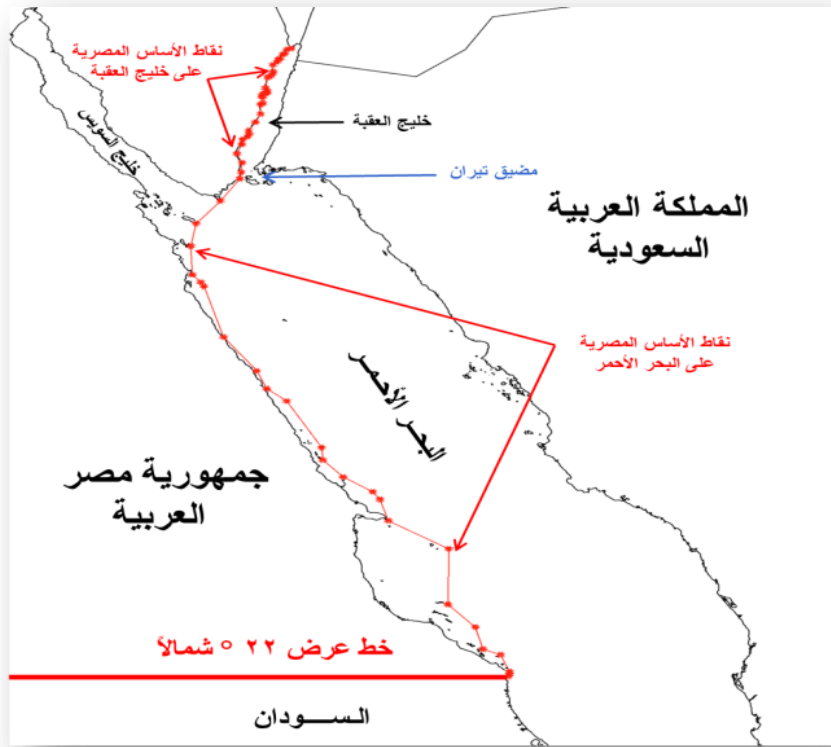 نقاط الأساس المصرية
على خليج العقبة
خليج العقبة
خليج السويس
مضيق تيران
المملكة العربية
السعودية
نقاط الأساس المصرية
على البحر الأحمر
البحر الأحمر
جمهورية مصر
العربية
خط عرض ٢٢ ° شمالاً
الســـودان